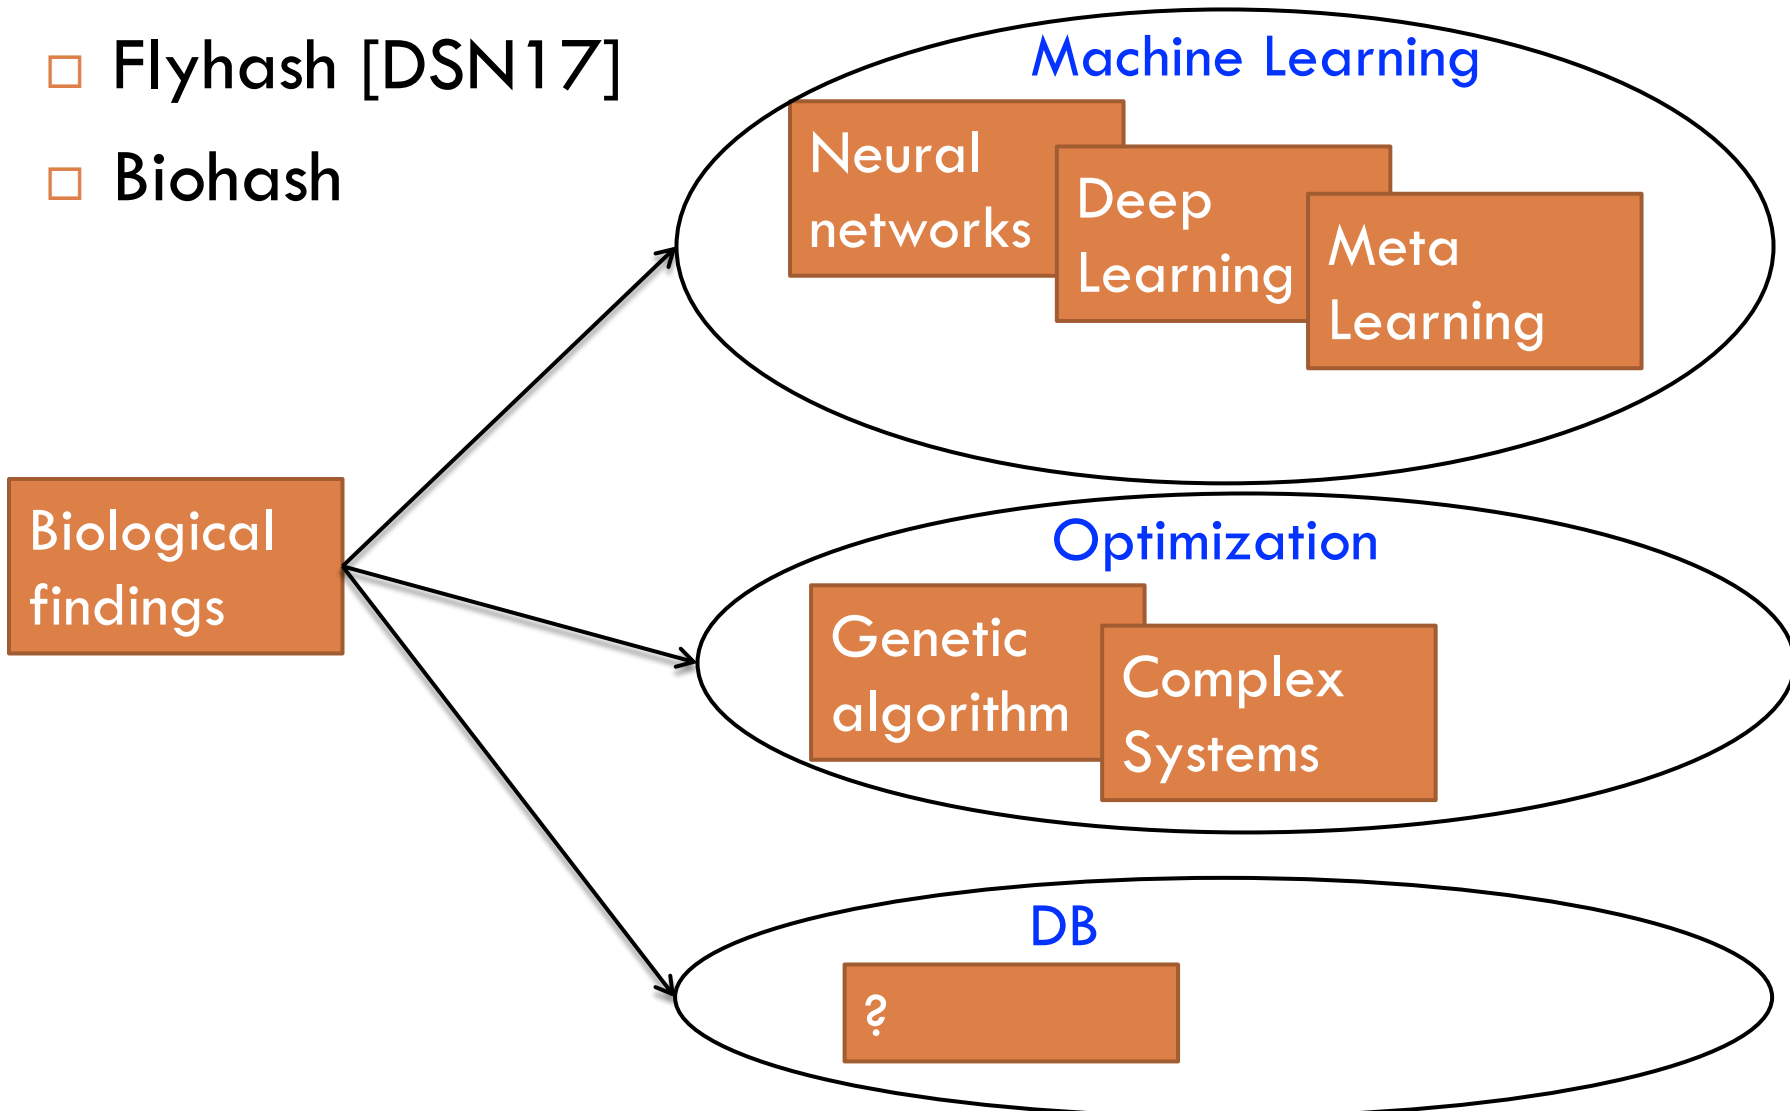 Flyhash [DSN17]
Biohash
Machine Learning
Neural
networks
Deep
Learning
Meta
Learning
Biological
findings
Optimization
Genetic
algorithm
Complex
Systems
DB
?